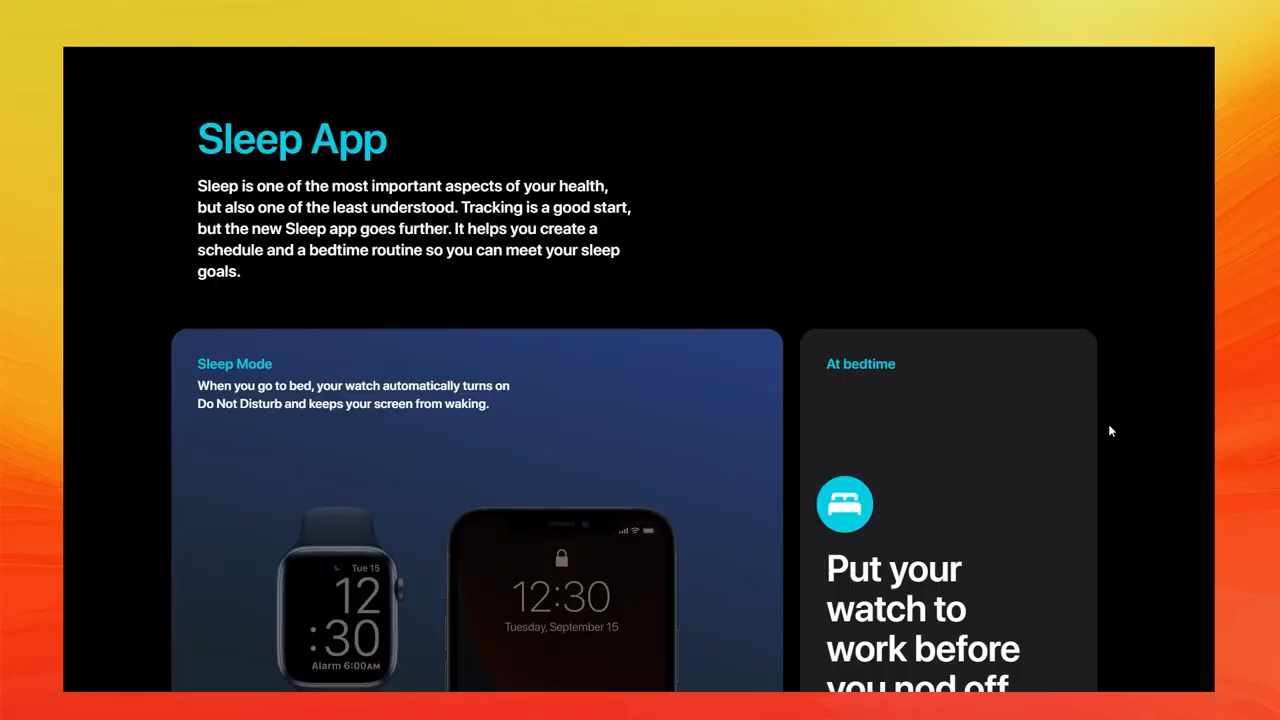 Sleep App
Sleep is one of the most important aspects of your health,
but also one of the least understood. Tracking is a good start,
but the new Sleep app goes further. It helps you create a
schedule and a bedtime routine so you can meet your sleep
goals.
Sleep Mode
When you go to bed, your watch automatically turns on
Do Not Disturb and keeps your screen from waking.
Tue 15
12
:30
Alarm 6:00AM
12:30
Tuesday, September 15
At bedtime
Put your
watch to
work before
you nod off